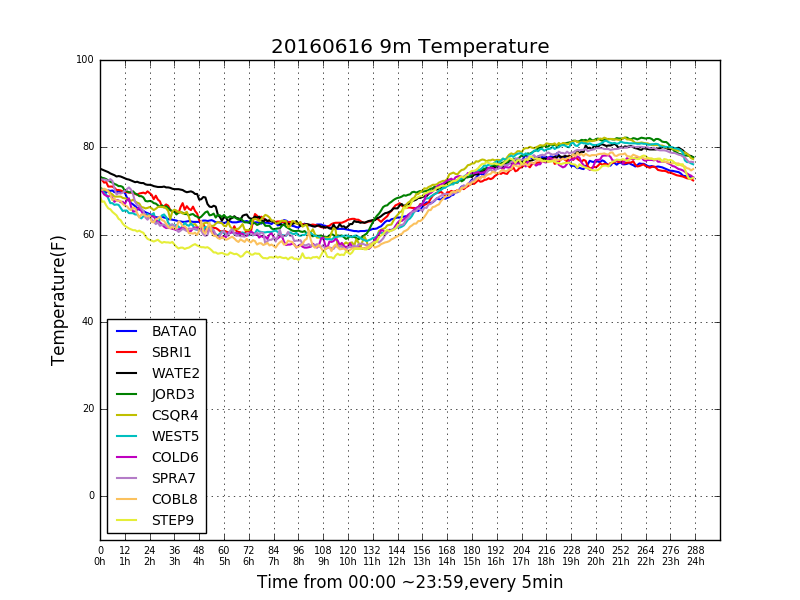 20160616 9m Temperature
Temperature(F)
100
80
60
40
20
0
BATA0
SBRI1
WATE2
JORD3
CSQR4
WEST5
COLD6
SPRA7
COBL8
STEP9
0 12 24 36 48 60 72 84 96 108 120 132 144 156 168 180 192 204 216 228 240 252 264 276 288
0h 1h 2h 3h 4h 5h 6h 7h 8h 9h 10h 11h 12h 13h 14h 15h 16h 17h 18h 19h 20h 21h 22h 23h 24h
Time from 00:00 ~23:59,every 5min